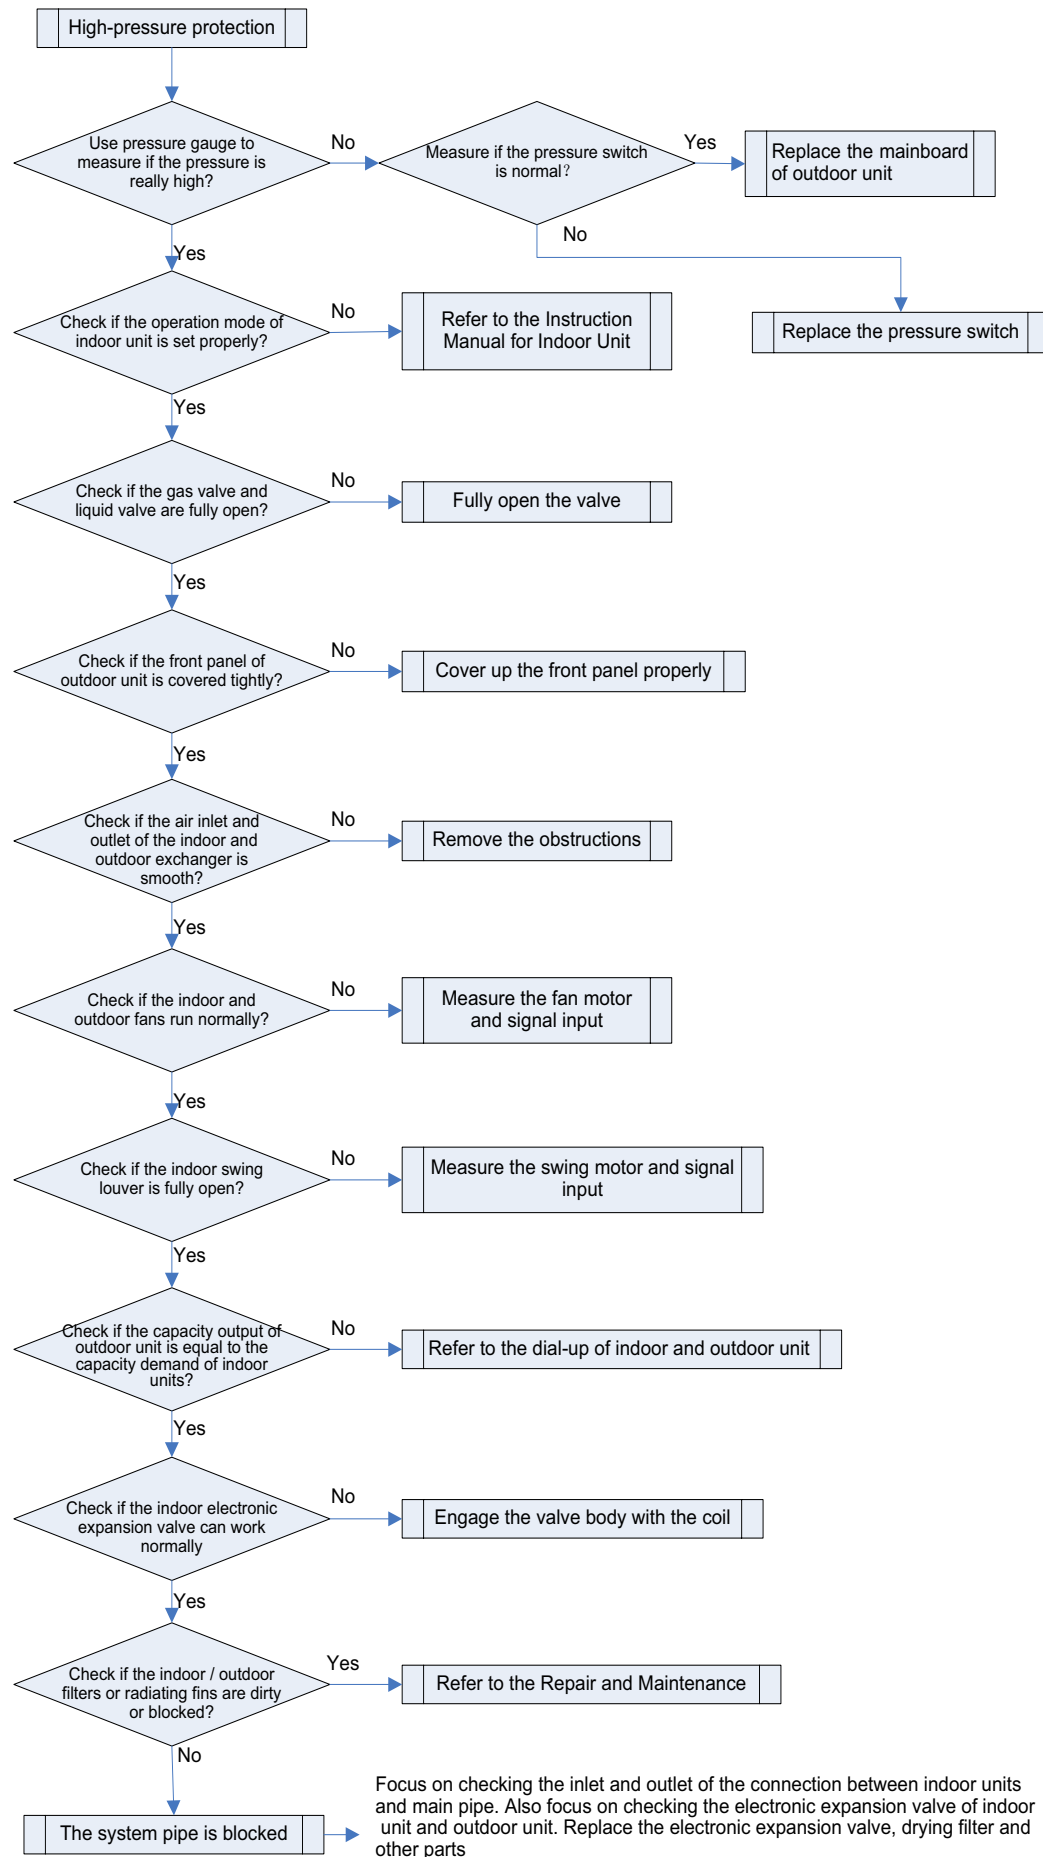 High-pressure protection
Use pressure gauge to
measure if the pressure is
really high?
No
Measure if the pressure switch
is normal?
Yes
Replace the mainboard
of outdoor unit
No
Replace the pressure switch
Yes
Check if the operation mode of
indoor unit is set properly?
No
Refer to the Instruction
Manual for Indoor Unit
Yes
Check if the gas valve and
liquid valve are fully open?
No
Fully open the valve
Yes
Check if the front panel of
outdoor unit is covered tightly?
No
Cover up the front panel properly
Yes
Check if the air inlet and
outlet of the indoor and
outdoor exchanger is
smooth?
No
Remove the obstructions
Yes
Check if the indoor and
outdoor fans run normally?
No
Measure the fan motor
and signal input
Yes
Check if the indoor swing
louver is fully open?
No
Measure the swing motor and signal
input
Yes
Check if the capacity output of
outdoor unit is equal to the
capacity demand of indoor
units?
No
Refer to the dial-up of indoor and outdoor unit
Yes
Check if the indoor electronic
expansion valve can work
normally
No
Engage the valve body with the coil
Yes
Check if the indoor / outdoor
filters or radiating fins are dirty
or blocked?
Yes
Refer to the Repair and Maintenance
No
The system pipe is blocked
Focus on checking the inlet and outlet of the connection between indoor units
and main pipe. Also focus on checking the electronic expansion valve of indoor
unit and outdoor unit. Replace the electronic expansion valve, drying filter and
other parts